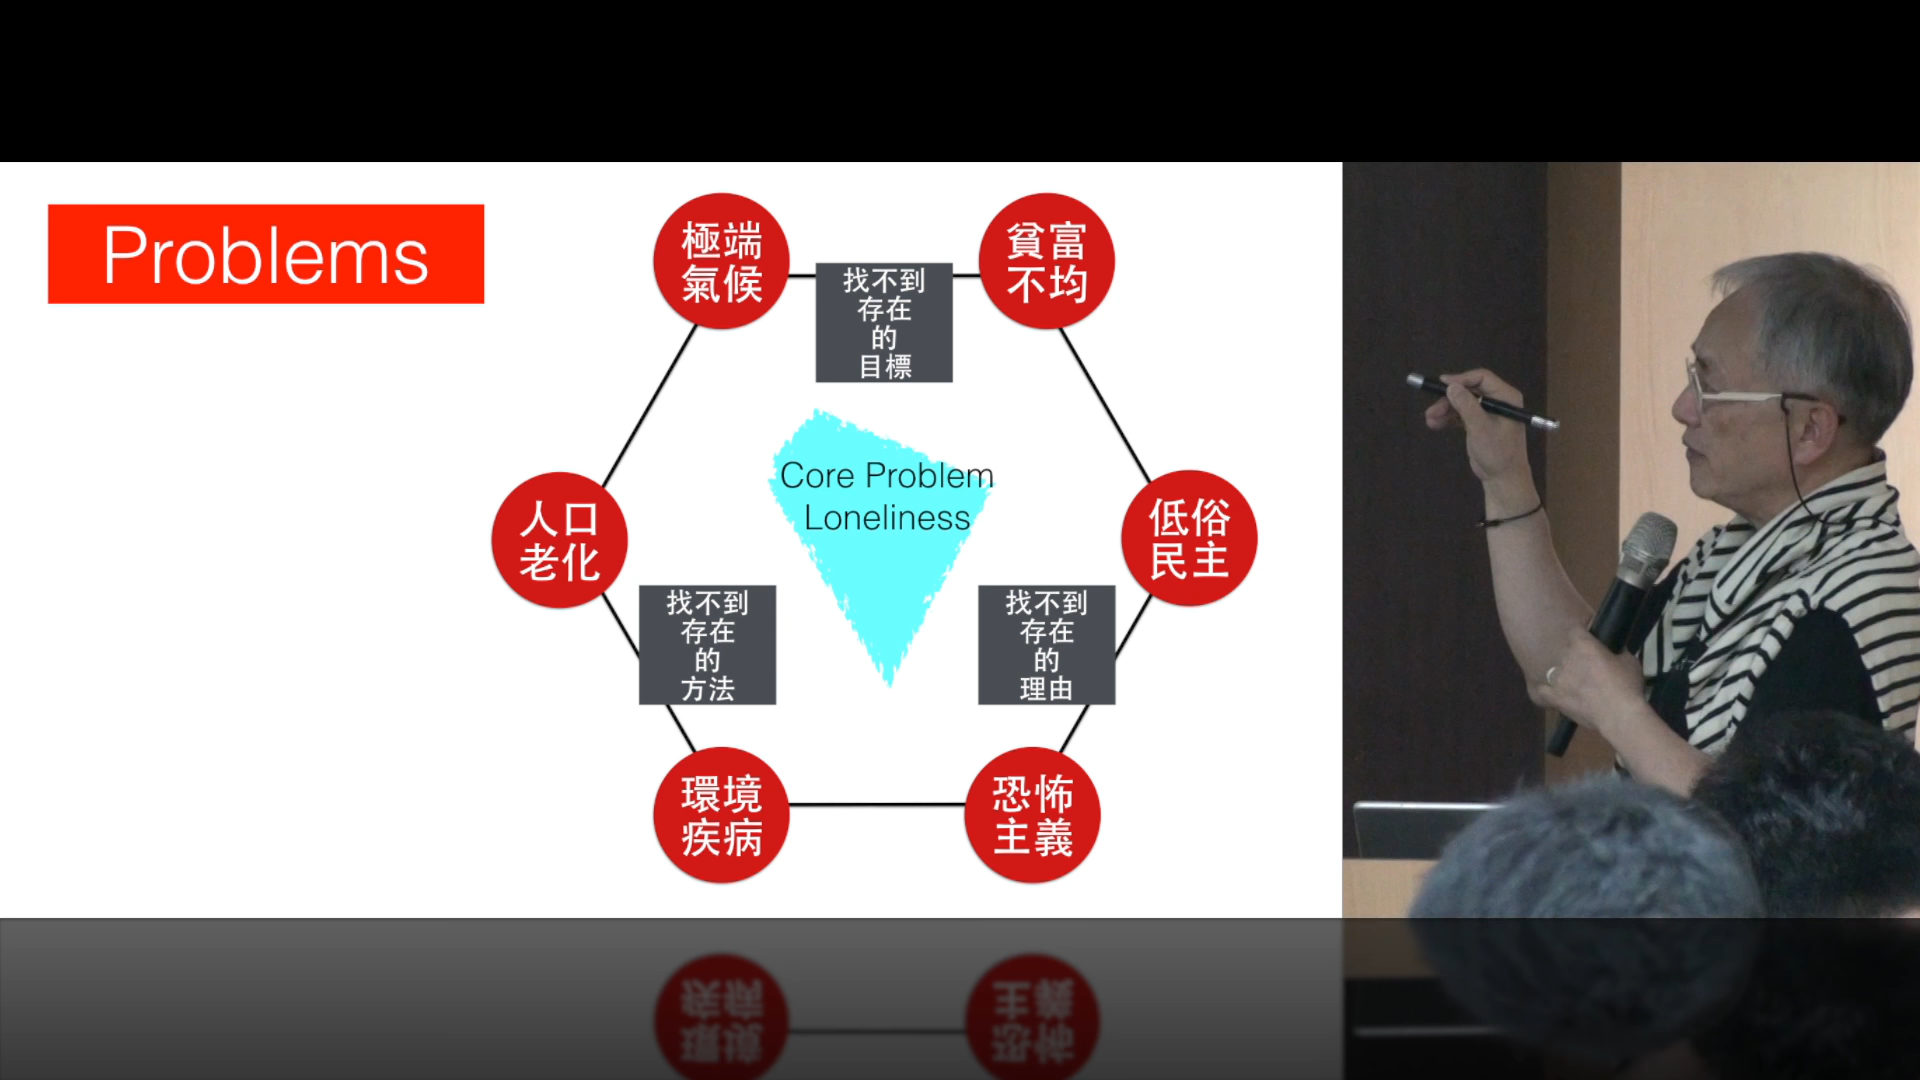 Problems
極端
氣候
貧富
不均
找不到
存在
的
目標
Core Problem
Loneliness
人口
老化
低俗
民主
找不到
存在
的
方法
找不到
存在
的
理由
環境
疾病
恐怖
主義